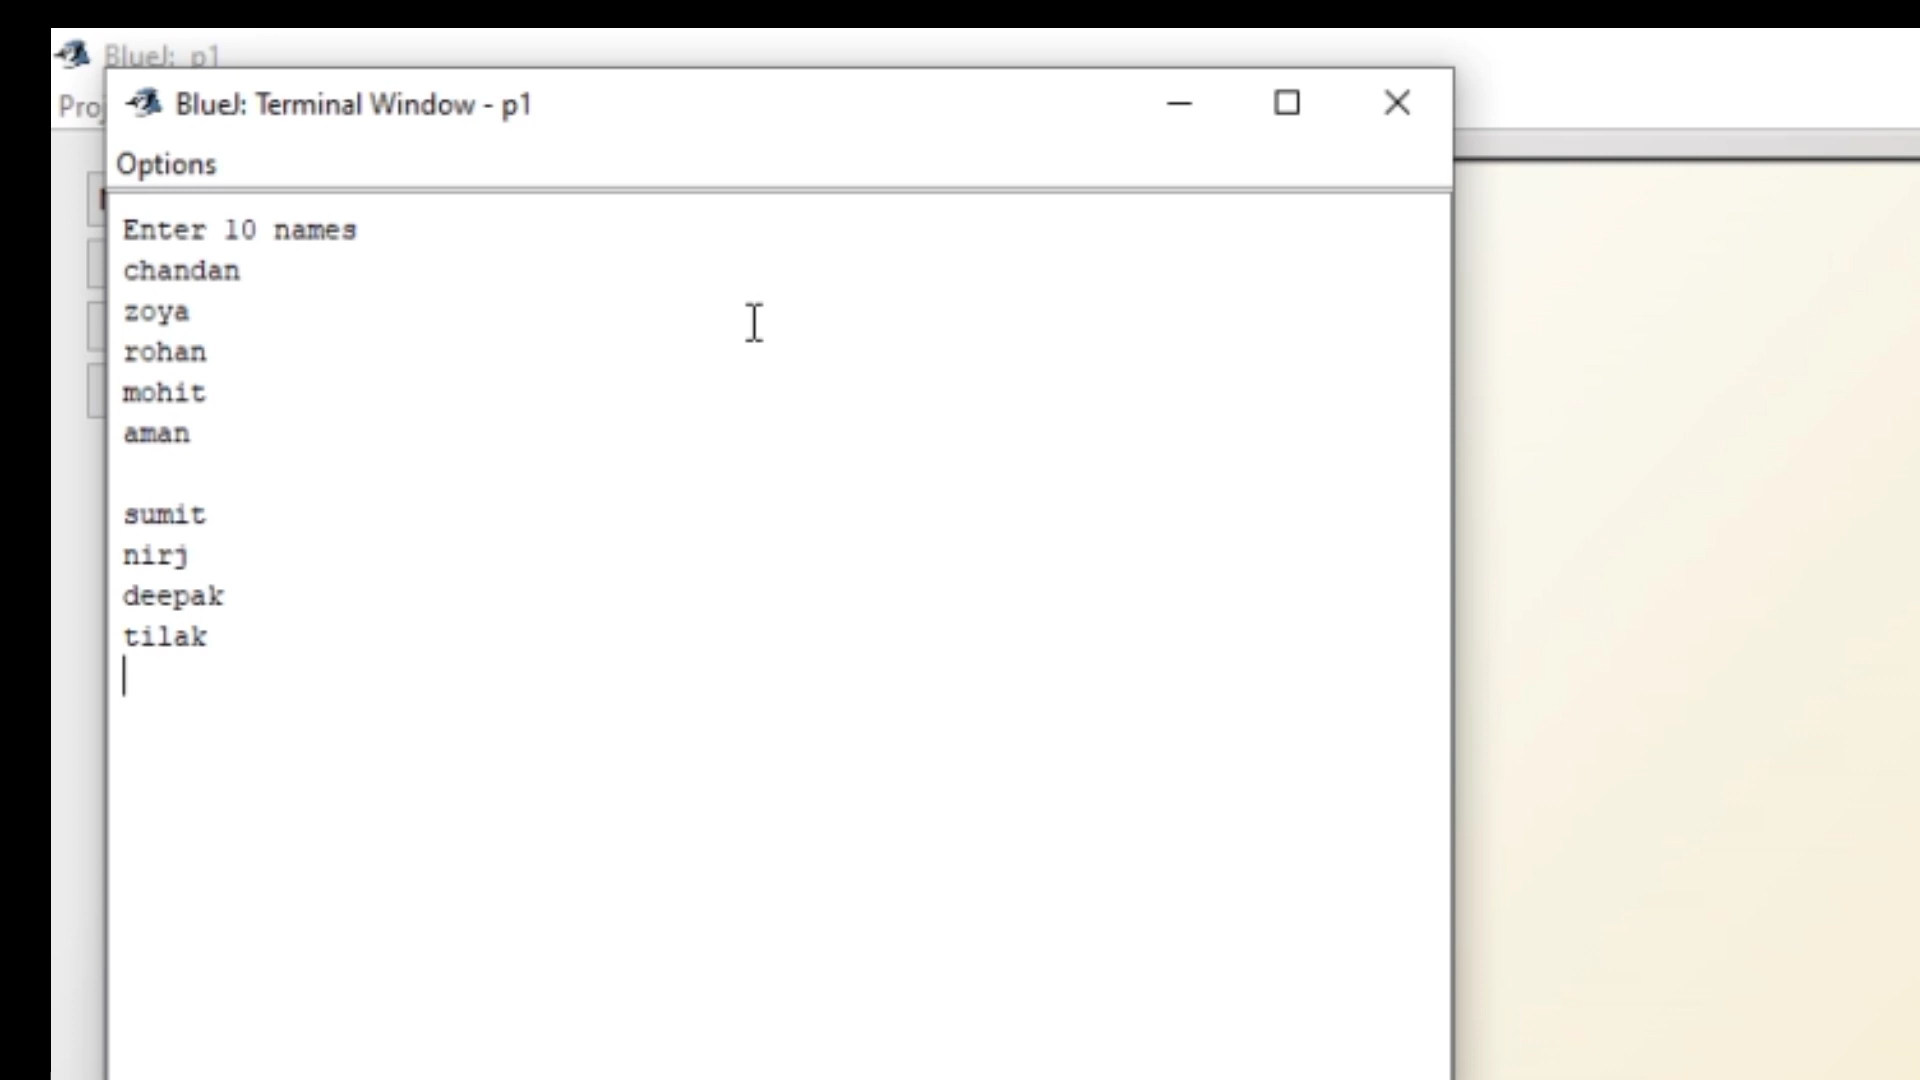 BlueJ: p1
Proj
BlueJ: Terminal Window - p1
Options
Enter 10 names
chandan
zoya
rohan
mohit
aman
sumit
nirj
deepak
tilak